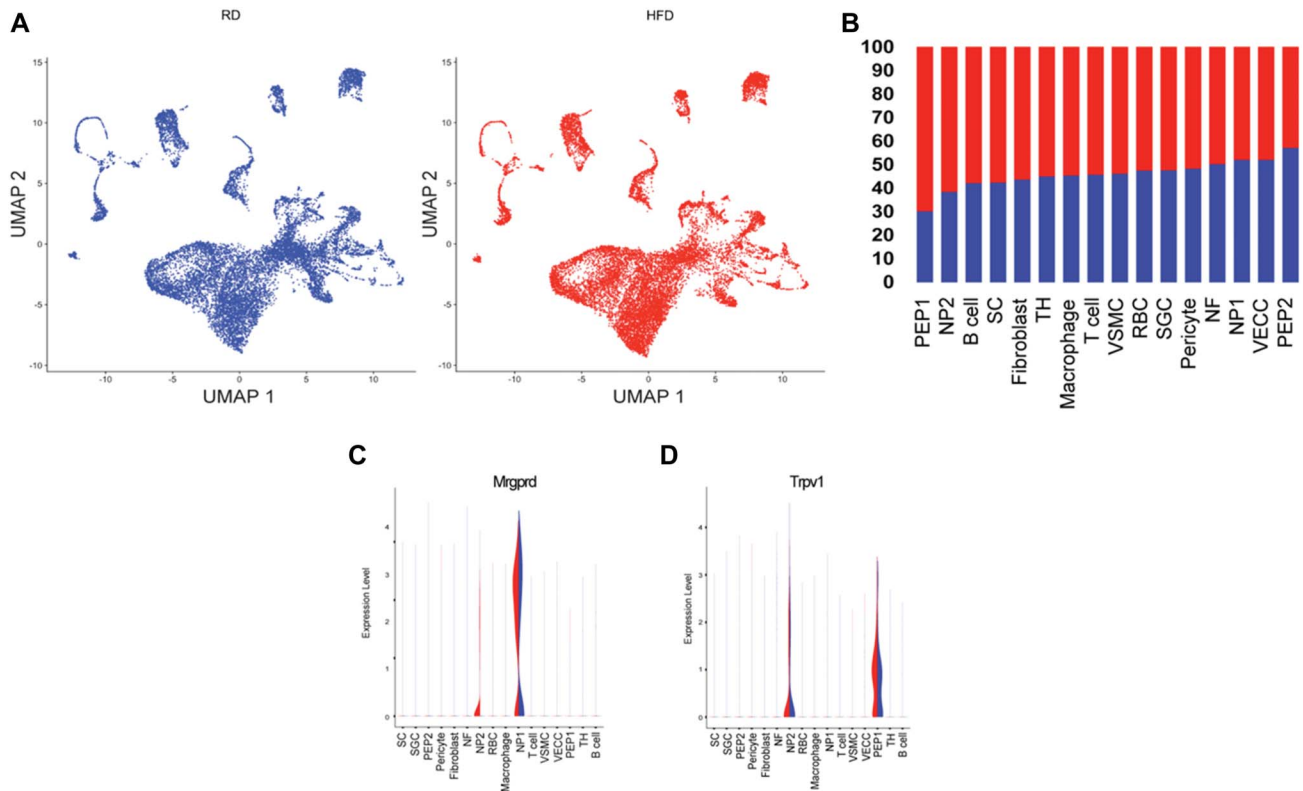 RD
HFD
A
B
UMAP 2
15
10
5
0
-5
-10
-10
-5
0
5
10
UMAP 1
UMAP 2
15
10
5
0
-5
-10
-10
-5
0
5
10
UMAP 1
100
90
80
70
60
50
40
30
20
10
0
PEP1
NP2
B cell
SC
Fibroblast
TH
Macrophage
T cell
VSMC
RBC
SGC
Pericyte
NF
NP1
VECC
PEP2
C
D
Mrgprd
Expression Level
4
3
2
1
0
SC
SGC
PEP2
Pericyte
Fibroblast
NF
NP2
RBC
Macrophage
NP1
T cell
VSMC
VECC
PEP1
TH
B cell
Trpv1
Expression Level
4
3
2
1
0
SC
SGC
PEP2
Pericyte
Fibroblast
NF
NP2
RBC
Macrophage
NP1
T cell
VSMC
VECC
PEP1
TH
B cell